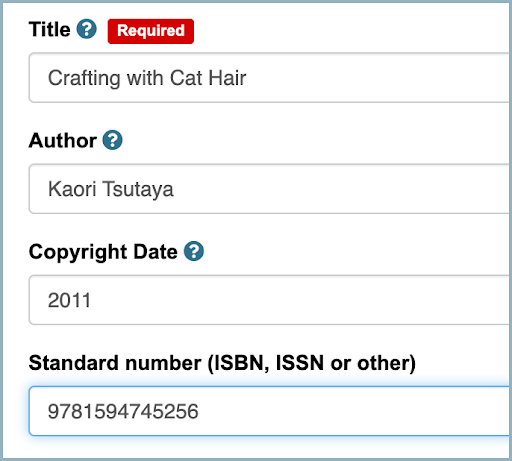 Title ? Required
Crafting with Cat Hair
Author ?
Kaori Tsutaya
Copyright Date ?
2011
Standard number (ISBN, ISSN or other)
9781594745256